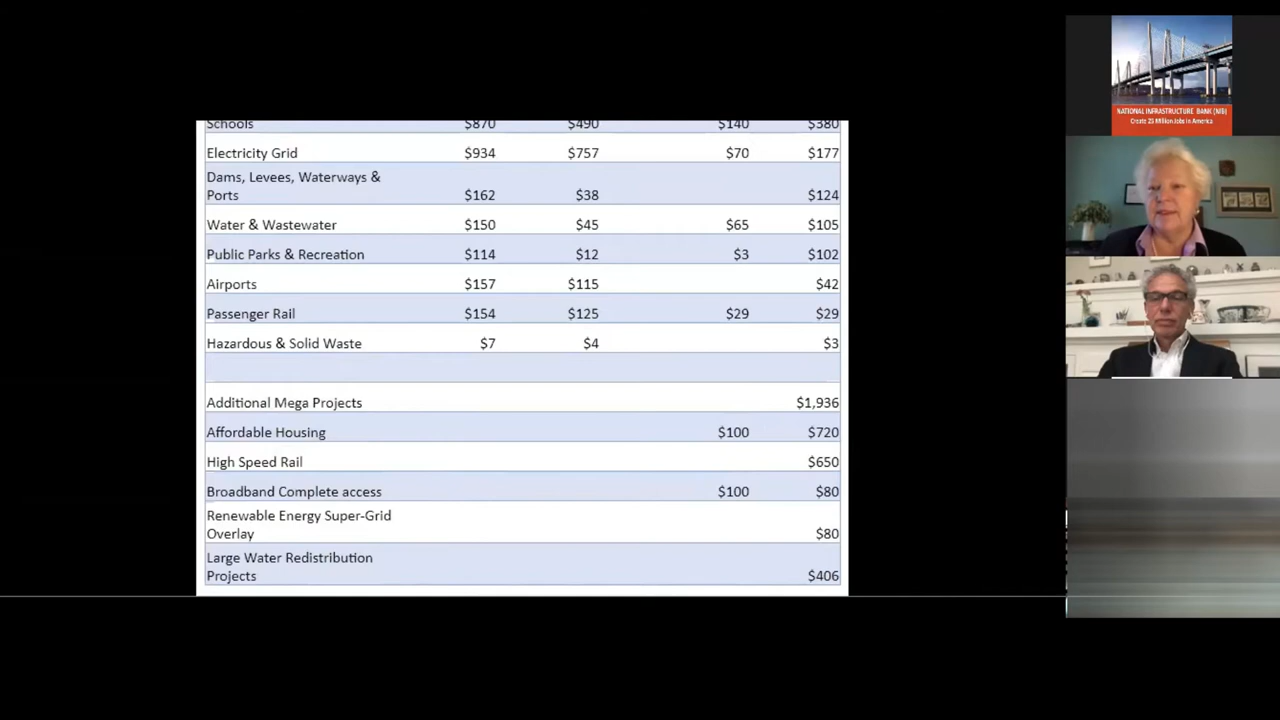 NATIONAL INFRASTRUCTURE BANK (NIB)
Create 25 Million Jobs in America
Schools $870 $490 $140 $380
Electricity Grid $934 $757 $70 $177
Dams, Levees, Waterways &
Ports $162 $38 $124
Water & Wastewater $150 $45 $65 $105
Public Parks & Recreation $114 $12 $3 $102
Airports $157 $115 $42
Passenger Rail $154 $125 $29 $29
Hazardous & Solid Waste $7 $4 $3
Additional Mega Projects $1,936
Affordable Housing $100 $720
High Speed Rail $650
Broadband Complete access $100 $80
Renewable Energy Super-Grid
Overlay $80
Large Water Redistribution
Projects $406